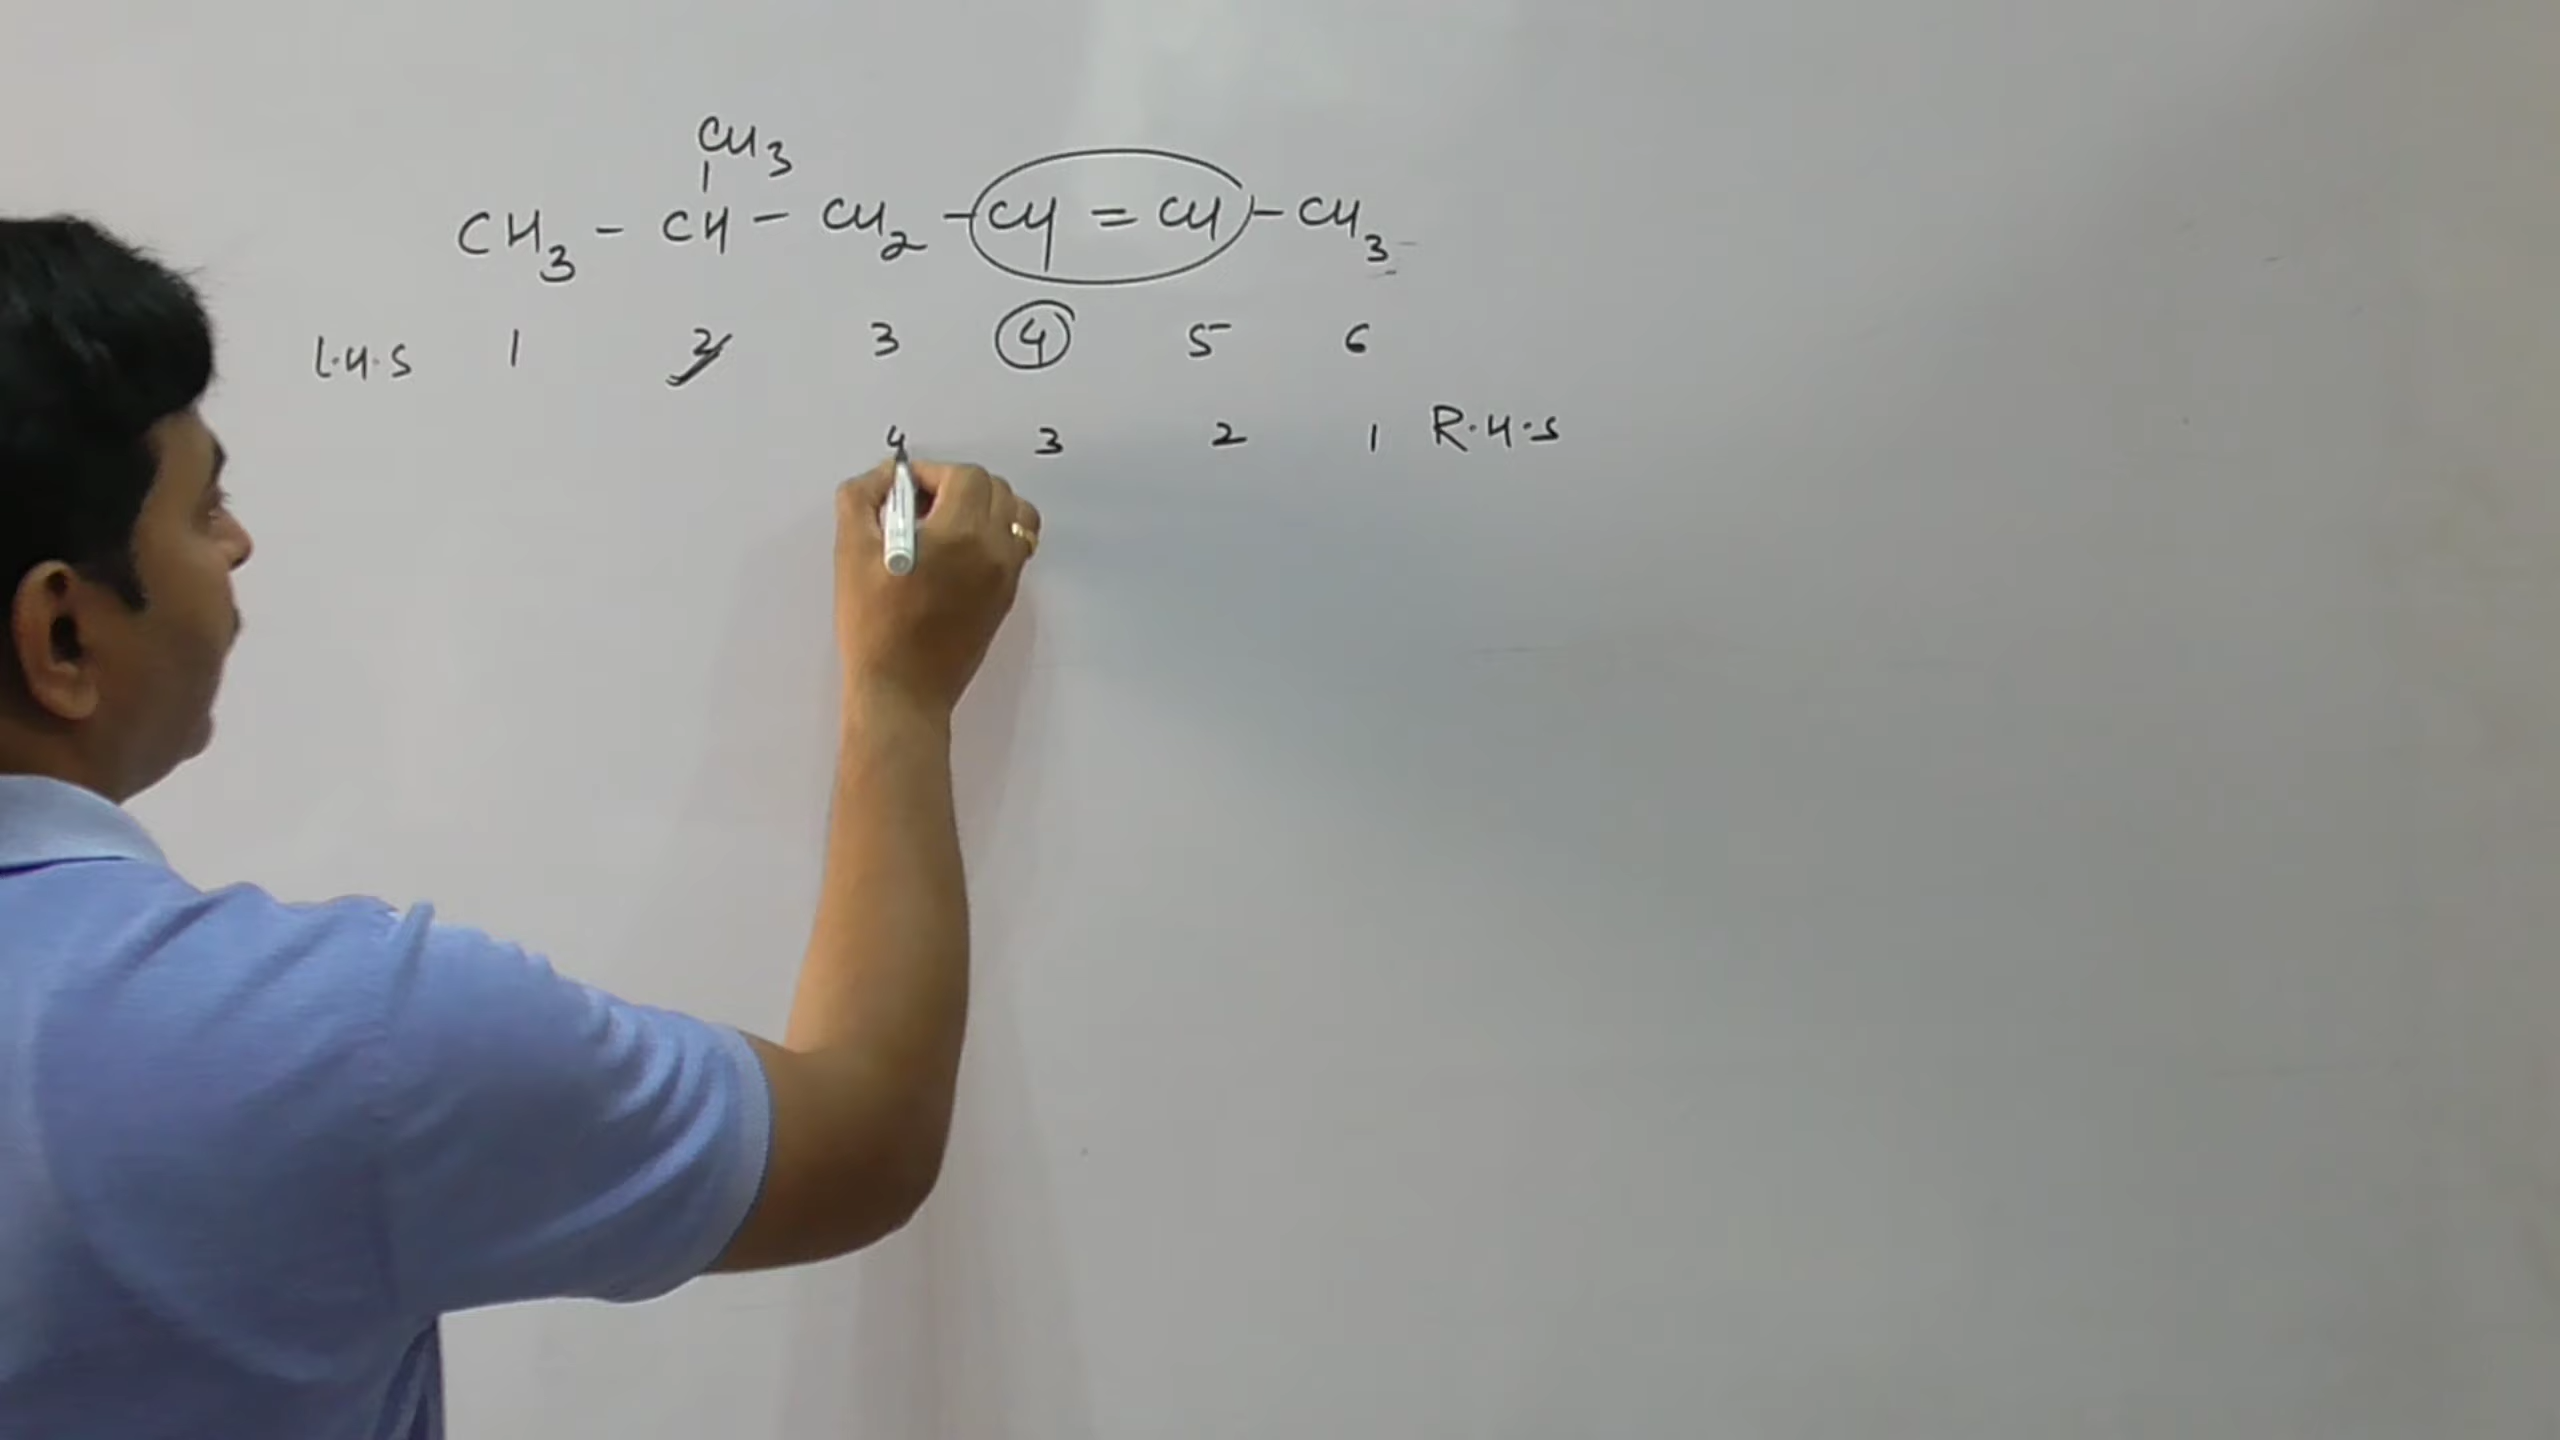 CH3
CH3 - CH - CH2 - CH = CH - CH3
L.H.S 1 2 3 4 5 6
4 3 2 1 R.H.S